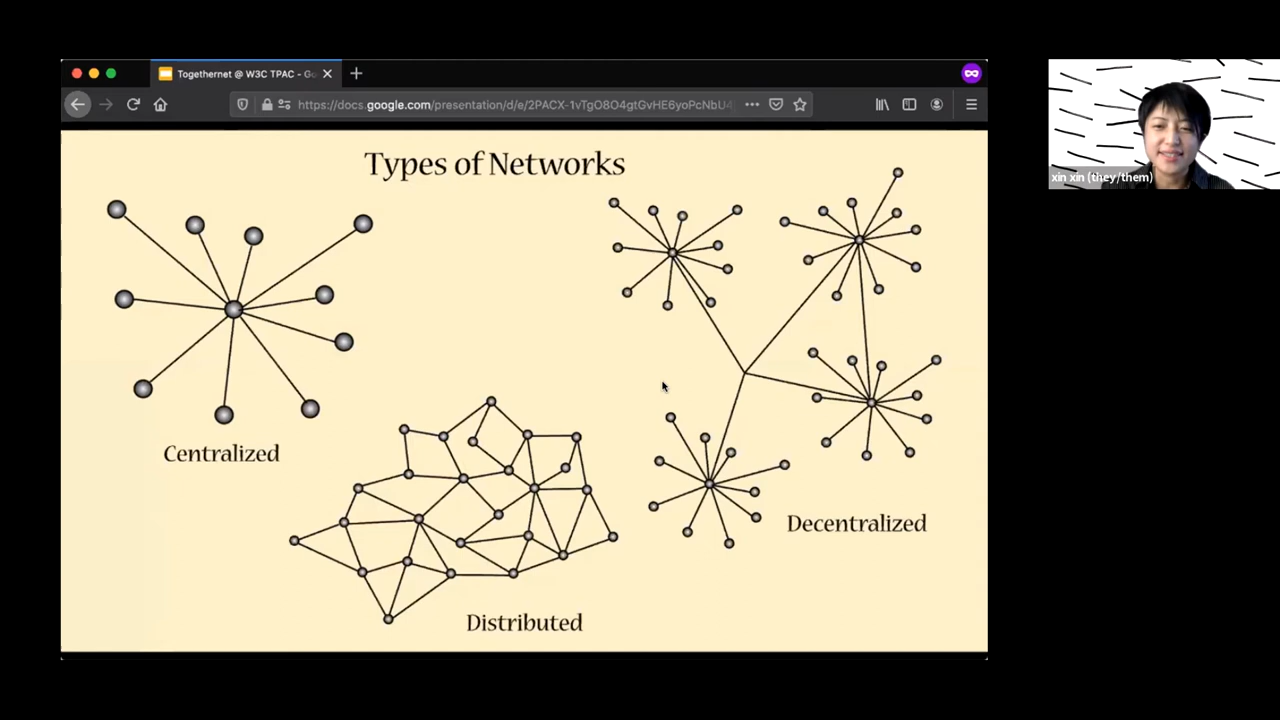 Togethernet @ W3C TPAC - Go
https://docs.google.com/presentation/d/e/2PACX-1vTgO8O4gtGvHE6yoPcNbU4
Types of Networks
xin xin (they/them)
Centralized
Decentralized
Distributed